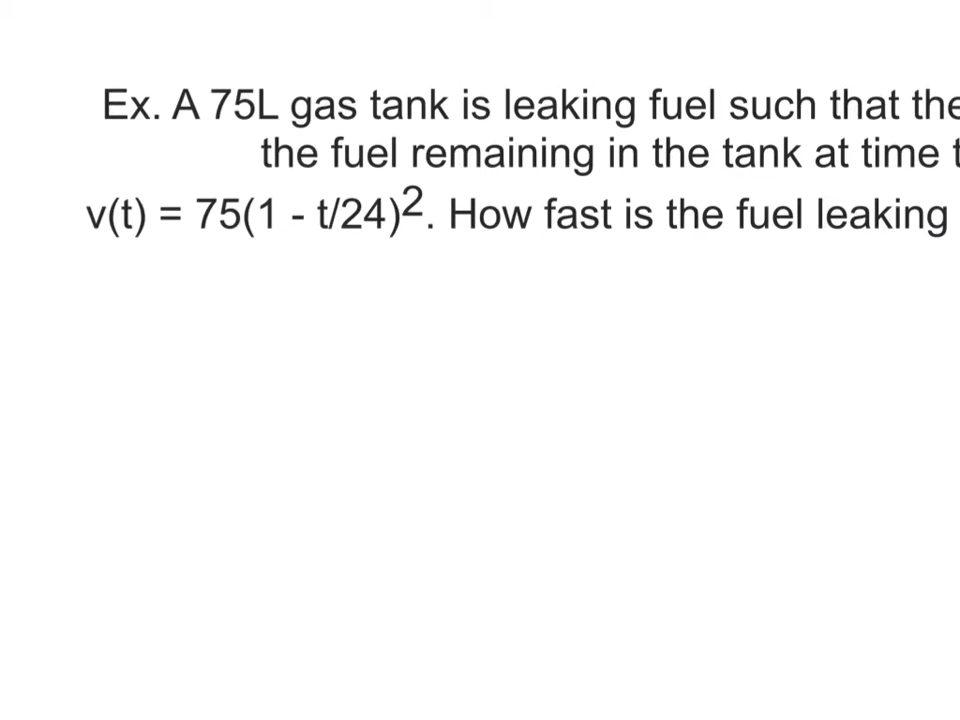 Ex. A 75L gas tank is leaking fuel such that the
the fuel remaining in the tank at time t
v(t) = 75(1 - t/24)². How fast is the fuel leaking